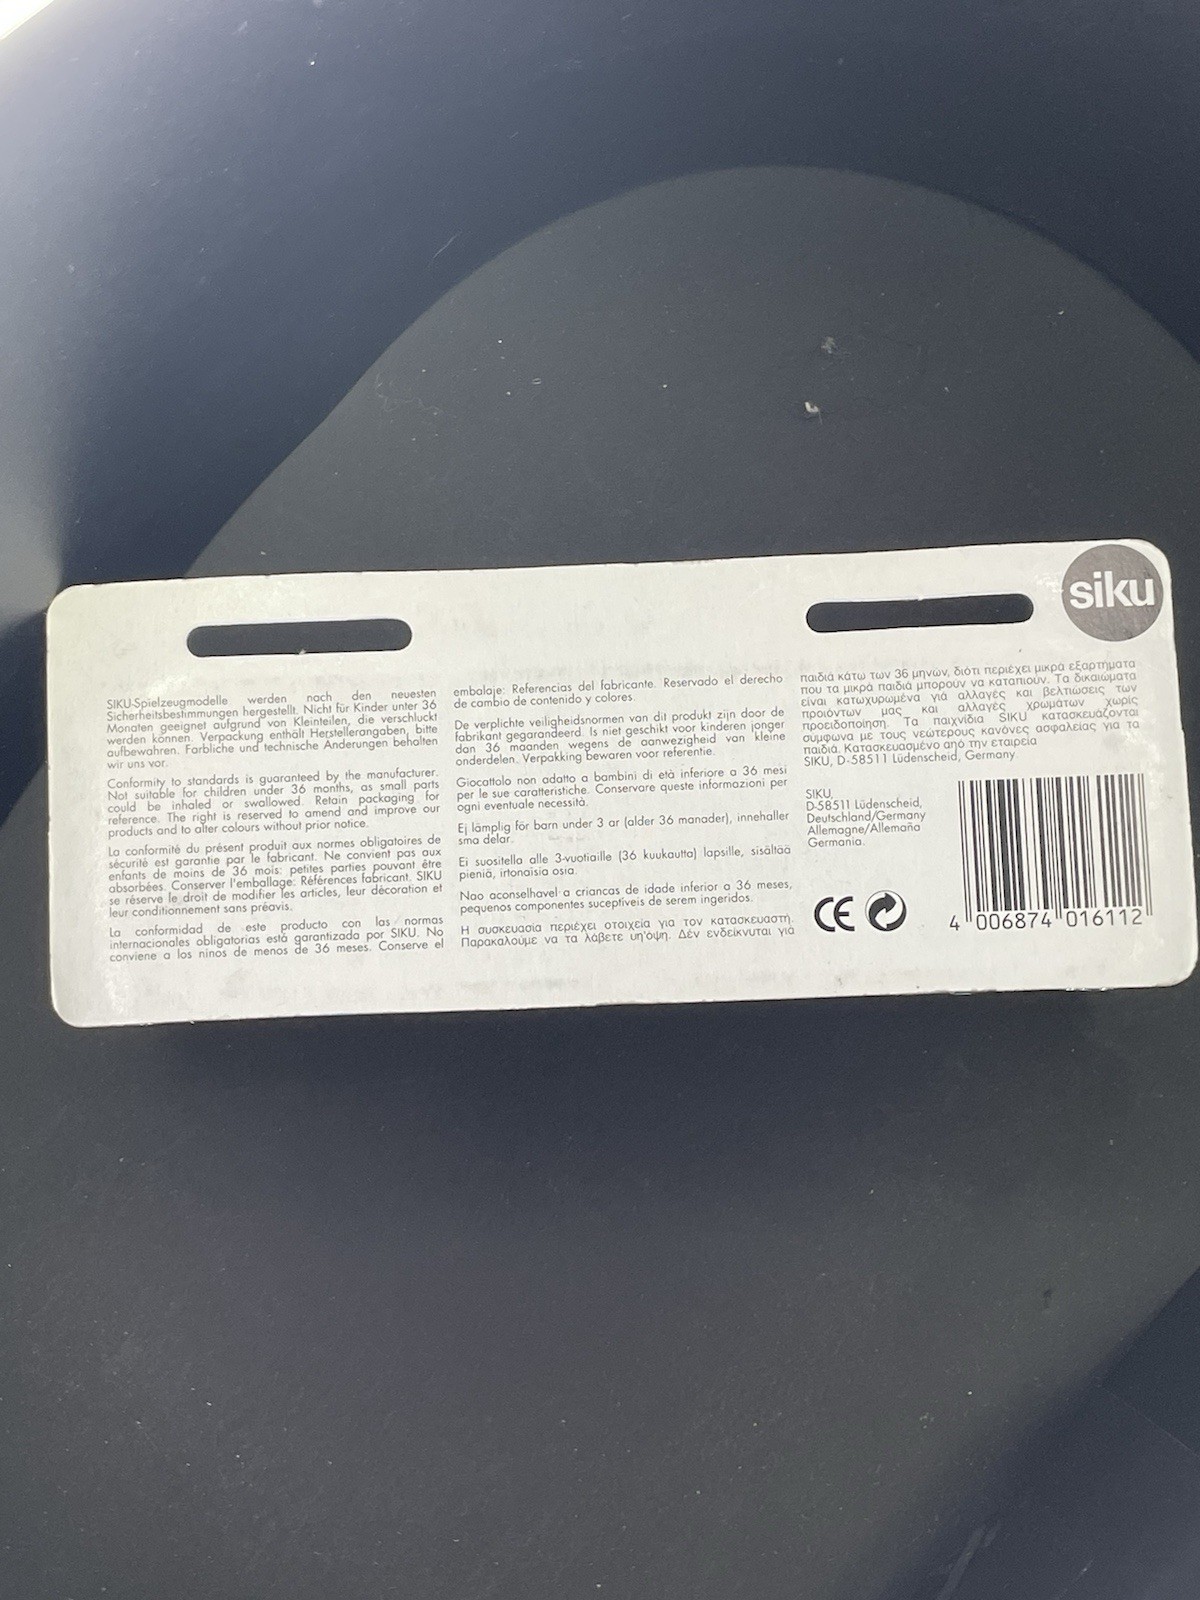 siku
SIKU-Spielzeugmodelle werden nach den neuesten
Sicherheitsbestimmungen hergestellt. Nicht für Kinder unter 36
Monaten geeignet aufgrund von Kleinteilen, die verschluckt
werden können. Verpackung enthält Herstellerangaben, bitte
aufbewahren. Farbliche und technische Änderungen behalten
wir uns vor.
Conformity to standards is guaranteed by the manufacturer.
Not suitable for children under 36 months, as small parts
could be inhaled or swallowed. Retain packaging for
reference. The right is reserved to amend and improve our
products and to alter colours without prior notice.
La conformité du présent produit aux normes obligatoires de
sécurité est garantie par le fabricant. Ne convient pas aux
enfants de moins de 36 mois: petites parties pouvant être
absorbées. Conserver l'emballage: Références fabricant. SIKU
se réserve le droit de modifier les articles, leur décoration et
leur conditionnement sans préavis.
La conformidad de este producto con las normas
internacionales obligatorias está garantizada por SIKU. No
conviene a los ninos de menos de 36 meses. Conserve el
embalaje: Referencias del fabricante. Reservado el derecho
de cambio de contenido y colores.
De verplichte veiligheidsnormen van dit produkt zijn door de
fabrikant gegarandeerd. Is niet geschikt voor kinderen jonger
dan 36 maanden wegens de aanwezigheid van kleine
onderdelen. Verpakking bewaren voor referentie.
Giocattolo non adatto a bambini di età inferiore a 36 mesi
per le sue caratteristiche. Conservare queste informazioni per
ogni eventuale necessità.
Ej lämplig för barn under 3 ar (alder 36 manader), innehaller
sma delar.
Ei suositella alle 3-vuotiaille (36 kuukautta) lapsille, sisältää
pieniä, irtonaisia osia.
Nao aconselhavel a criancas de idade inferior a 36 meses,
pequenos componentes suceptiveis de serem ingeridos.
Η συσκευασία περιέχει στοιχεία για τον κατασκευαστή.
Παρακαλούμε να τα λάβετε υπ'όψη. Δέν ενδείκνυται γιά
παιδιά κάτω των 36 μηνών, διότι περιέχει μικρά εξαρτήματα
που τα μικρά παιδιά μπορούν να καταπιούν. Τα δικαιώματα
είναι κατωχυρωμένα γιά αλλαγές και βελτιώσεις των
προιόντων μας και αλλαγές χρωμάτων χωρίς
προειδοποίηση. Τα παιχνίδια SIKU κατασκευάζονται
σύμφωνα με τους νεώτερους κανόνες ασφαλείας για τα
παιδιά. Κατασκευασμένο από την εταιρεία
SIKU, D-58511 Lüdenscheid, Germany
SIKU,
D-58511 Lüdenscheid,
Deutschland/Germany
Allemagne/Allemaña
Germania.
CE
4 006874 016112